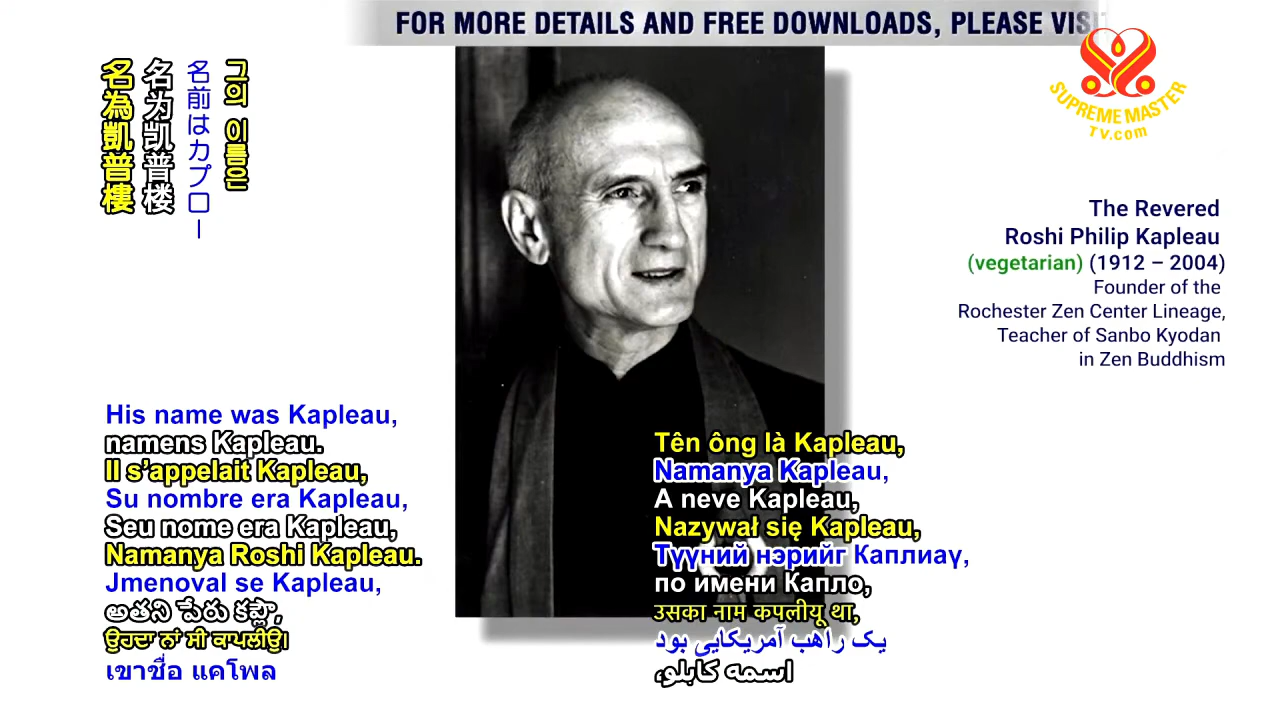 FOR MORE DETAILS AND FREE DOWNLOADS, PLEASE
SUPREME MASTER
TV.com
名為凱普樓
名为凯普楼
名前はカプロー
그의 이름은
The Revered
Roshi Philip Kapleau
(vegetarian) (1912 – 2004)
Founder of the
Rochester Zen Center Lineage,
Teacher of Sanbo Kyodan
in Zen Buddhism
His name was Kapleau,
namens Kapleau.
Il s'appelait Kapleau,
Su nombre era Kapleau,
Seu nome era Kapleau,
Namanya Roshi Kapleau.
Jmenoval se Kapleau,
అతని పేరు కప్లౌ,
ਉਹਦਾ ਨਾਂ ਸੀ ਕਾਪਲੀਉ।
เขาชื่อ แคโพล
Tên ông là Kapleau,
Namanya Kapleau,
A neve Kapleau,
Nazywał się Kapleau,
Түүний нэрийг Каплиаү,
по имени Капло,
उसका नाम कपलीयू था,
یک راهب آمریکایی بود
اسمه كابلو،